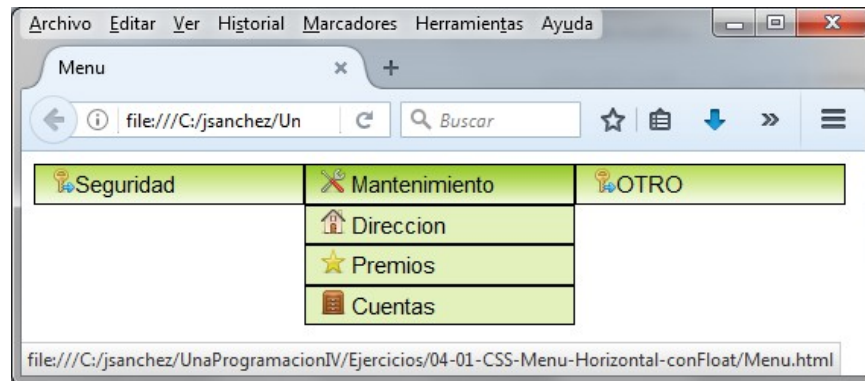 Archivo Editar Ver Historial Marcadores Herramientas Ayuda
Menu
file:///C:/jsanchez/Un Buscar
Seguridad Mantenimiento OTRO
Direccion
Premios
Cuentas
file:///C:/jsanchez/UnaProgramacionIV/Ejercicios/04-01-CSS-Menu-Horizontal-conFloat/Menu.html